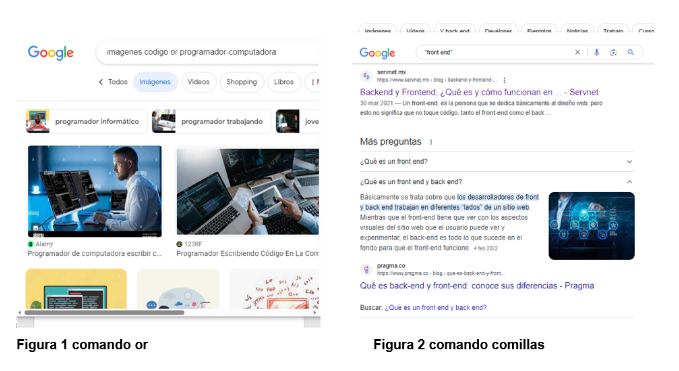 Google
imagenes codigo or programador-computadora
Todos
Imágenes
Videos
Shopping
Libros
programador informático
programador trabajando
jove
alamy
Alamy
Programador de computadora escribir c...
123RF
Programador Escribiendo Código En La Com
Figura 1 comando or
Imágenes
Videos
Y back end
Developer
Ejemplos
Noticias
Trabajo
Curso
Google
"front end"
servnet.mx
https://www.servnet.mx › blog › backend-y-frontend-...
Backend y Frontend, ¿Qué es y cómo funcionan en ... - Servnet
30 mar 2021 — Un front-end, es la persona que se dedica básicamente al diseño web, pero
esto no significa que no toque código, tanto el front-end como el back ...
Más preguntas
¿Qué es un front end?
¿Qué es un front end y back end?
Básicamente se trata sobre que los desarrolladores de front
y back end trabajan en diferentes "lados" de un sitio web.
Mientras que el front-end tiene que ver con los aspectos
visuales del sitio web que el usuario puede ver y
experimentar, el back-end es todo lo que sucede en el
fondo para que el front-end funcione. 4 feb 2022
pragma.co
https://www.pragma.co › blog › que-es-back-end-y-front...
Qué es back-end y front-end: conoce sus diferencias - Pragma
Buscar: ¿Qué es un front end y back end?
Figura 2 comando comillas